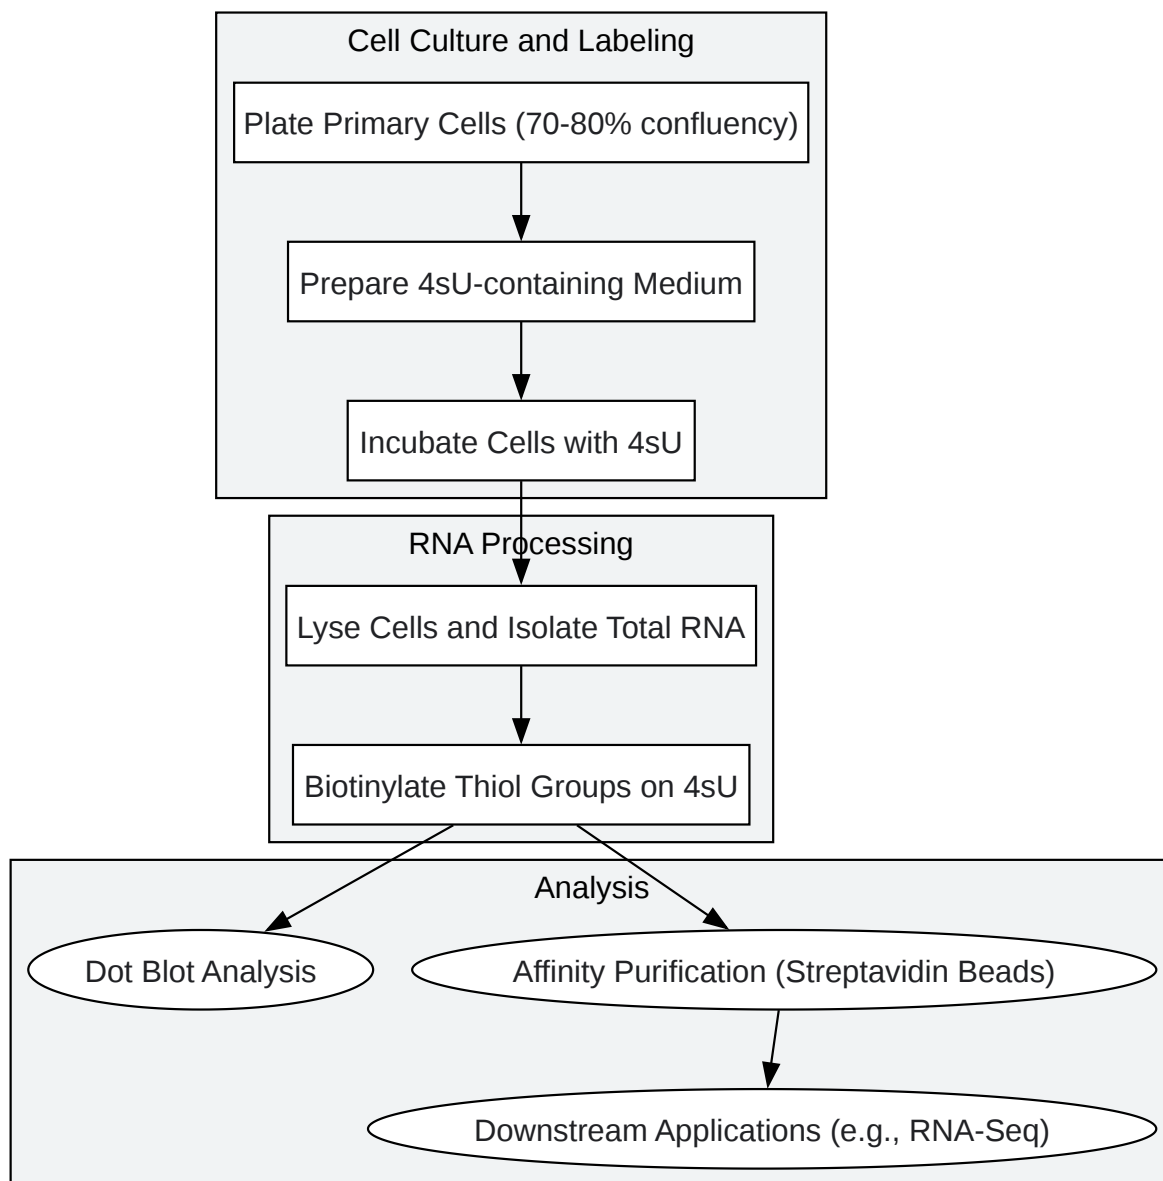 Cell Culture and Labeling
Plate Primary Cells (70-80% confluency)
Prepare 4sU-containing Medium
Incubate Cells with 4sU
RNA Processing
Lyse Cells and Isolate Total RNA
Biotinylate Thiol Groups on 4sU
Analysis
Dot Blot Analysis
Affinity Purification (Streptavidin Beads)
Downstream Applications (e.g., RNA-Seq)